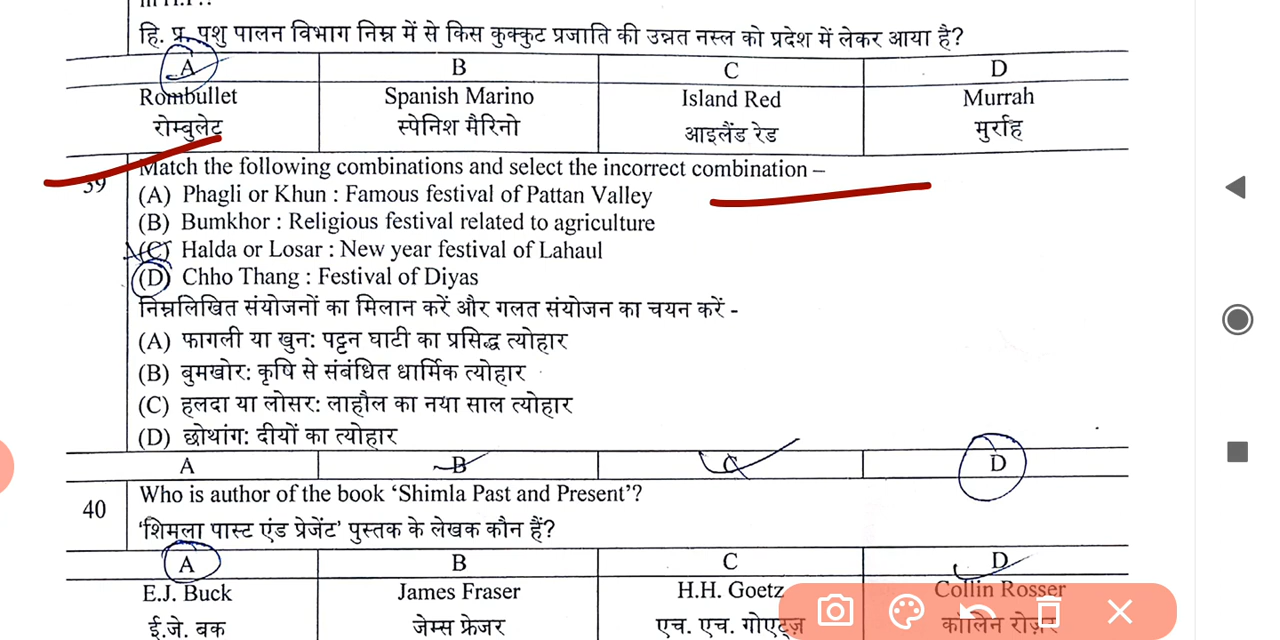 हि. प्र. पशु पालन विभाग निम्न में से किस कुक्कुट प्रजाति की उन्नत नस्ल को प्रदेश में लेकर आया है?
A B C D
Rombullet Spanish Marino Island Red Murrah
रोम्बुलेट स्पेनिश मैरिनो आइलैंड रेड मुर्राह
39 Match the following combinations and select the incorrect combination –
(A) Phagli or Khun : Famous festival of Pattan Valley
(B) Bumkhor : Religious festival related to agriculture
(C) Halda or Losar : New year festival of Lahaul
(D) Chho Thang : Festival of Diyas
निम्नलिखित संयोजनों का मिलान करें और गलत संयोजन का चयन करें -
(A) फागली या खुन: पट्टन घाटी का प्रसिद्ध त्योहार
(B) बुमखोर: कृषि से संबंधित धार्मिक त्योहार
(C) हलदा या लोसर: लाहौल का नया साल त्योहार
(D) छोथांग: दीयों का त्योहार
A B C D
40 Who is author of the book ‘Shimla Past and Present’?
‘शिमला पास्ट एंड प्रेजेंट’ पुस्तक के लेखक कौन हैं?
A B C D
E.J. Buck James Fraser H.H. Goetz Collin Rosser
ई.जे. बक जेम्स फ्रेजर एच. एच. गोएट्ज़ कॉलिन रोज़र